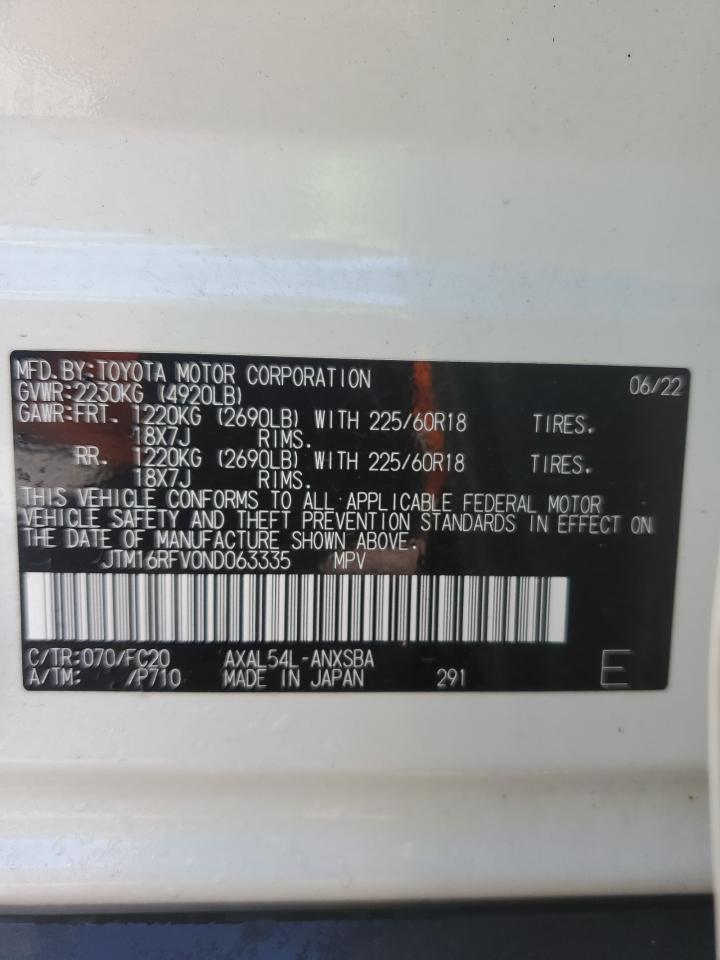 MFD. BY: TOYOTA MOTOR CORPORATION 06/22
GVWR: 2230KG (4920LB)
GAWR: FRT. 1220KG (2690LB) WITH 225/60R18 TIRES.
18X7J RIMS.
RR. 1220KG (2690LB) WITH 225/60R18 TIRES.
18X7J RIMS.
THIS VEHICLE CONFORMS TO ALL APPLICABLE FEDERAL MOTOR
VEHICLE SAFETY AND THEFT PREVENTION STANDARDS IN EFFECT ON
THE DATE OF MANUFACTURE SHOWN ABOVE.
JTM16RFV0ND063335 MPV
C/TR: 070/FC20 AXAL54L-ANXSBA
A/TM: /P710 MADE IN JAPAN 291 E